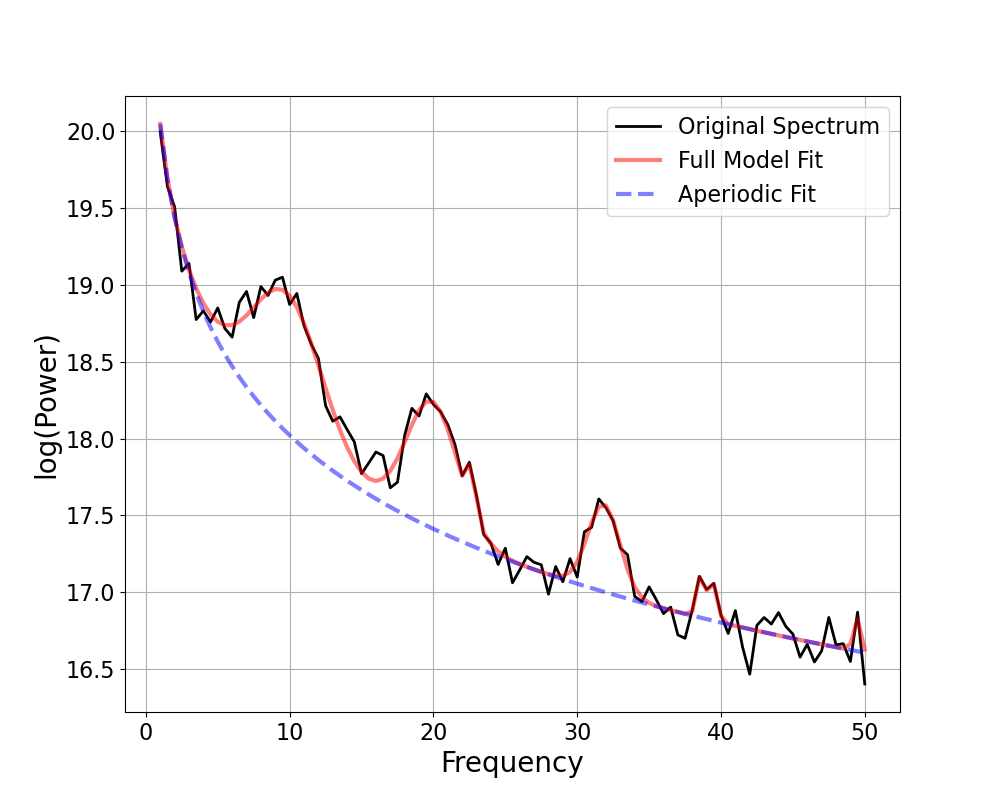 Original Spectrum
Full Model Fit
Aperiodic Fit
20.0
19.5
19.0
18.5
18.0
17.5
17.0
16.5
log(Power)
0 10 20 30 40 50
Frequency